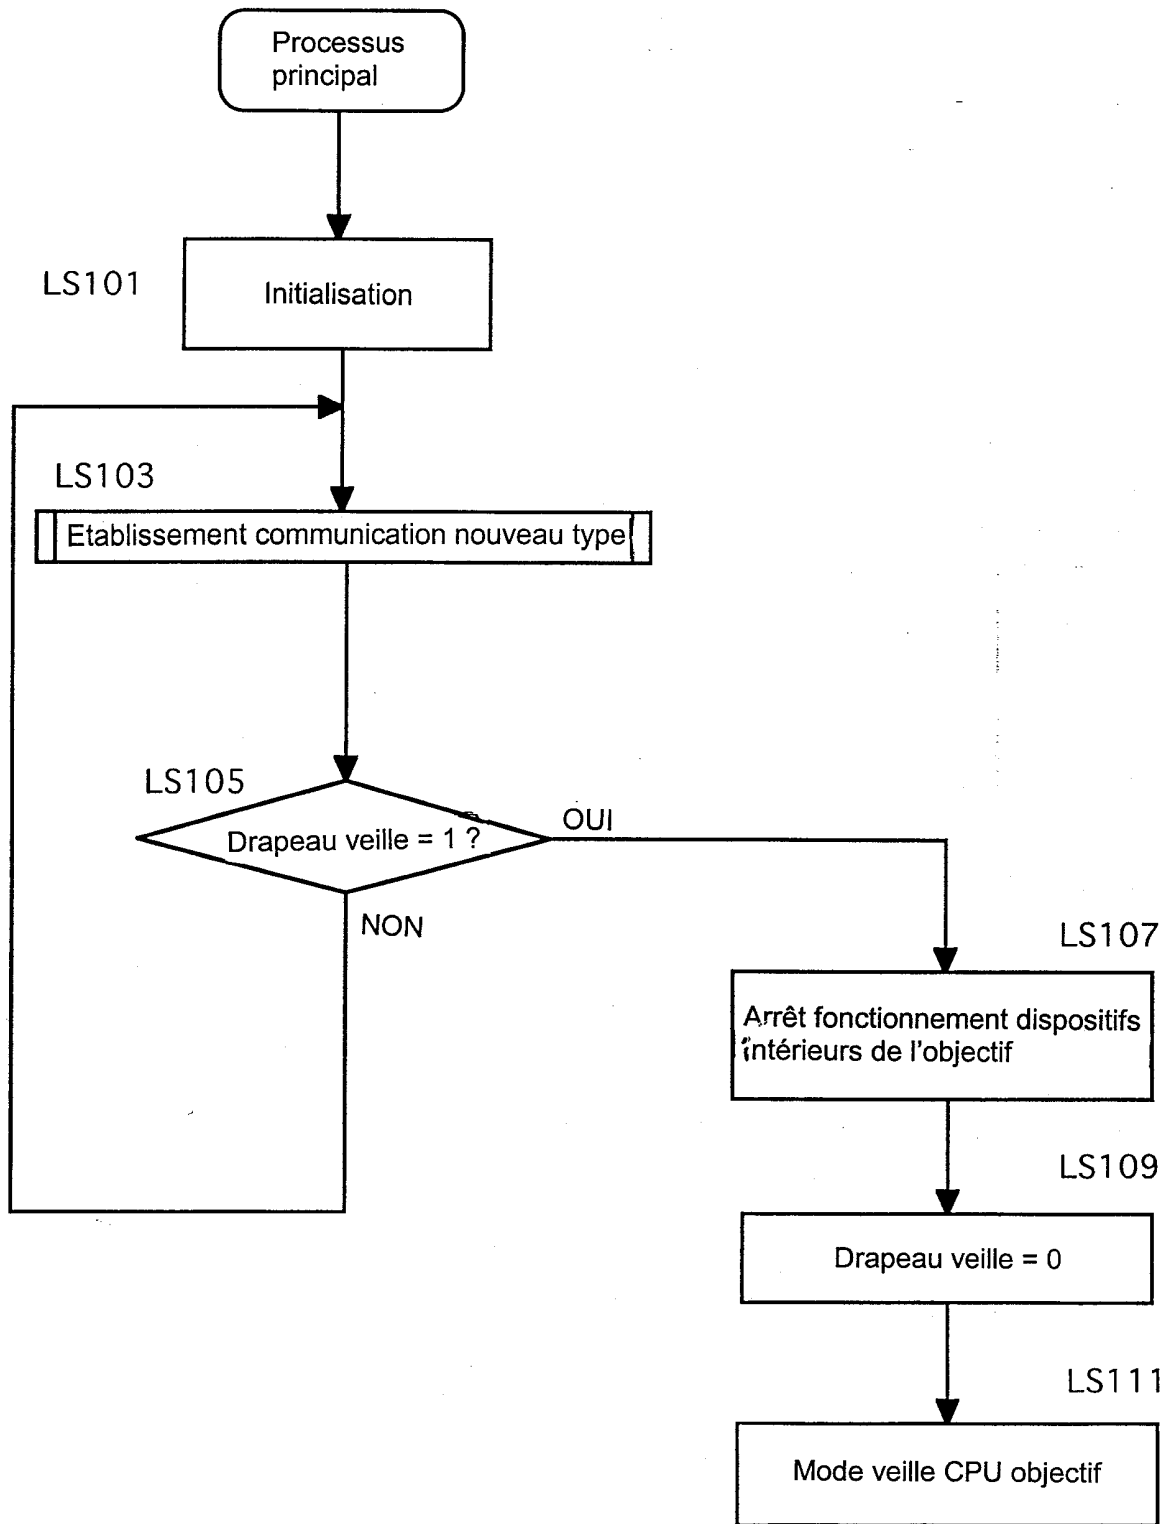 Processus
principal
LS101
Initialisation
LS103
Etablissement communication nouveau type
LS105
Drapeau veille = 1 ?
OUI
NON
LS107
Arrêt fonctionnement dispositifs
intérieurs de l'objectif
LS109
Drapeau veille = 0
LS111
Mode veille CPU objectif